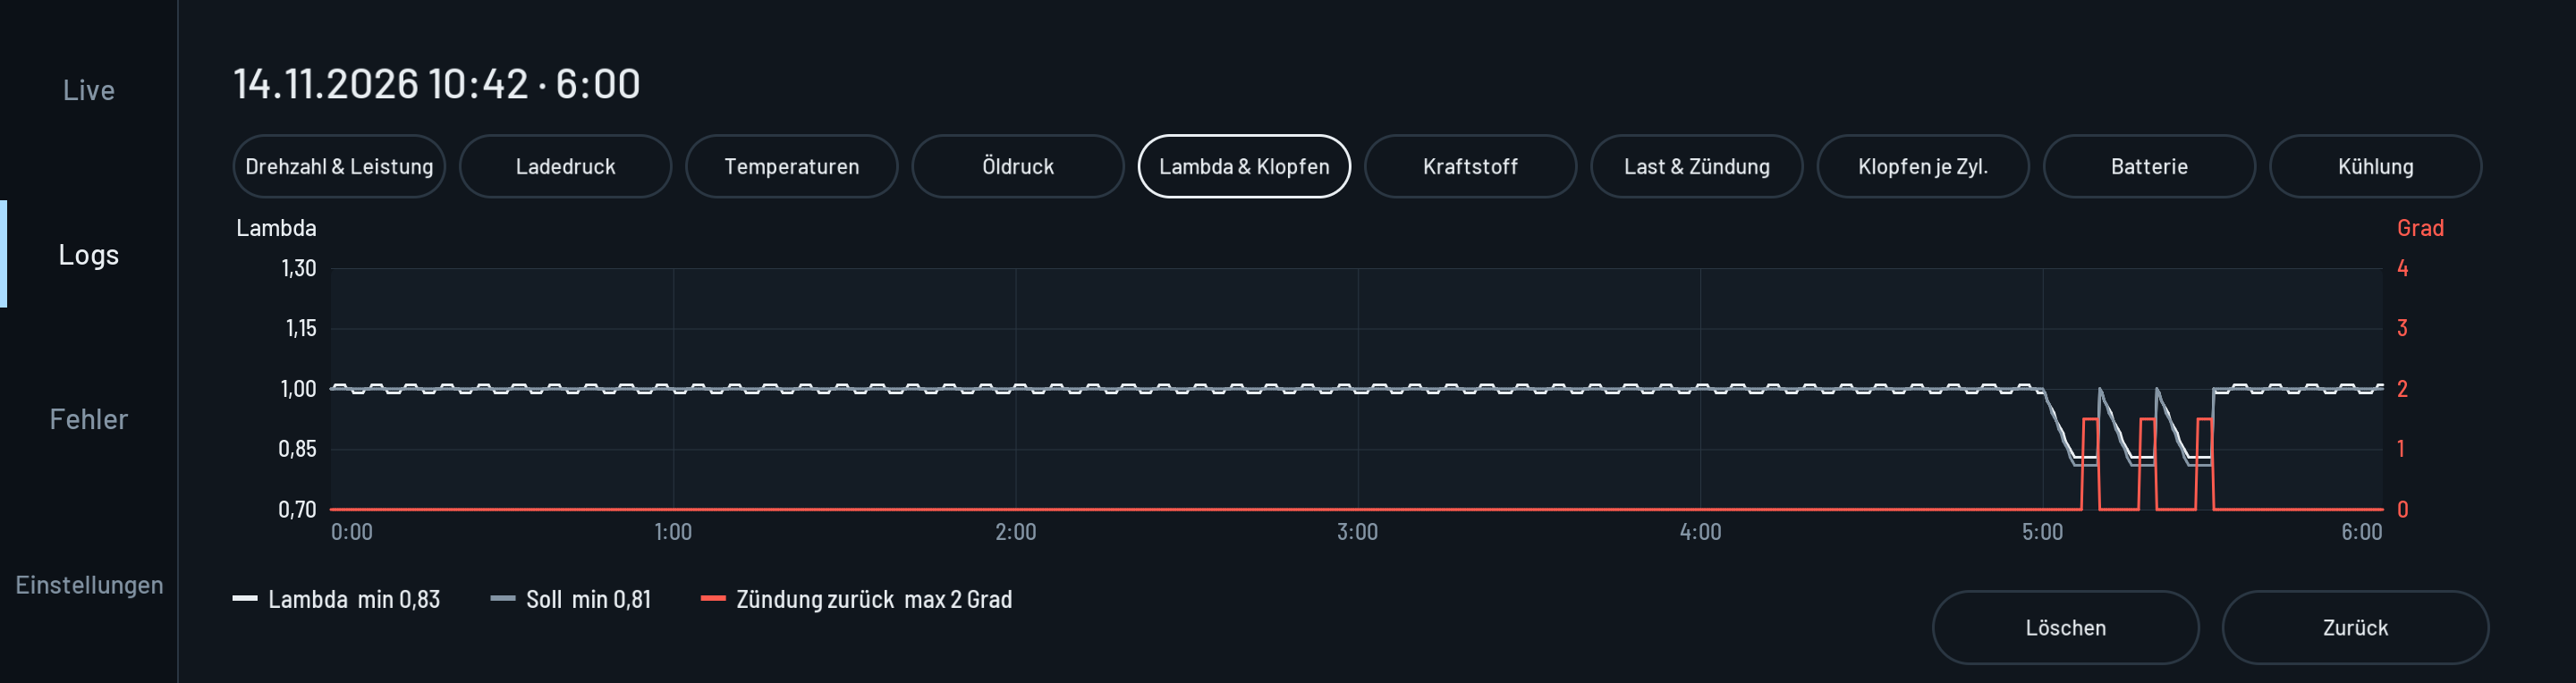 Live
Logs
Fehler
Einstellungen
14.11.2026 10:42 · 6:00
Drehzahl & Leistung
Ladedruck
Temperaturen
Öldruck
Lambda & Klopfen
Kraftstoff
Last & Zündung
Klopfen je Zyl.
Batterie
Kühlung
Lambda
Grad
1,30
1,15
1,00
0,85
0,70
4
3
2
1
0
0:00 1:00 2:00 3:00 4:00 5:00 6:00
Lambda min 0,83
Soll min 0,81
Zündung zurück max 2 Grad
Löschen
Zurück